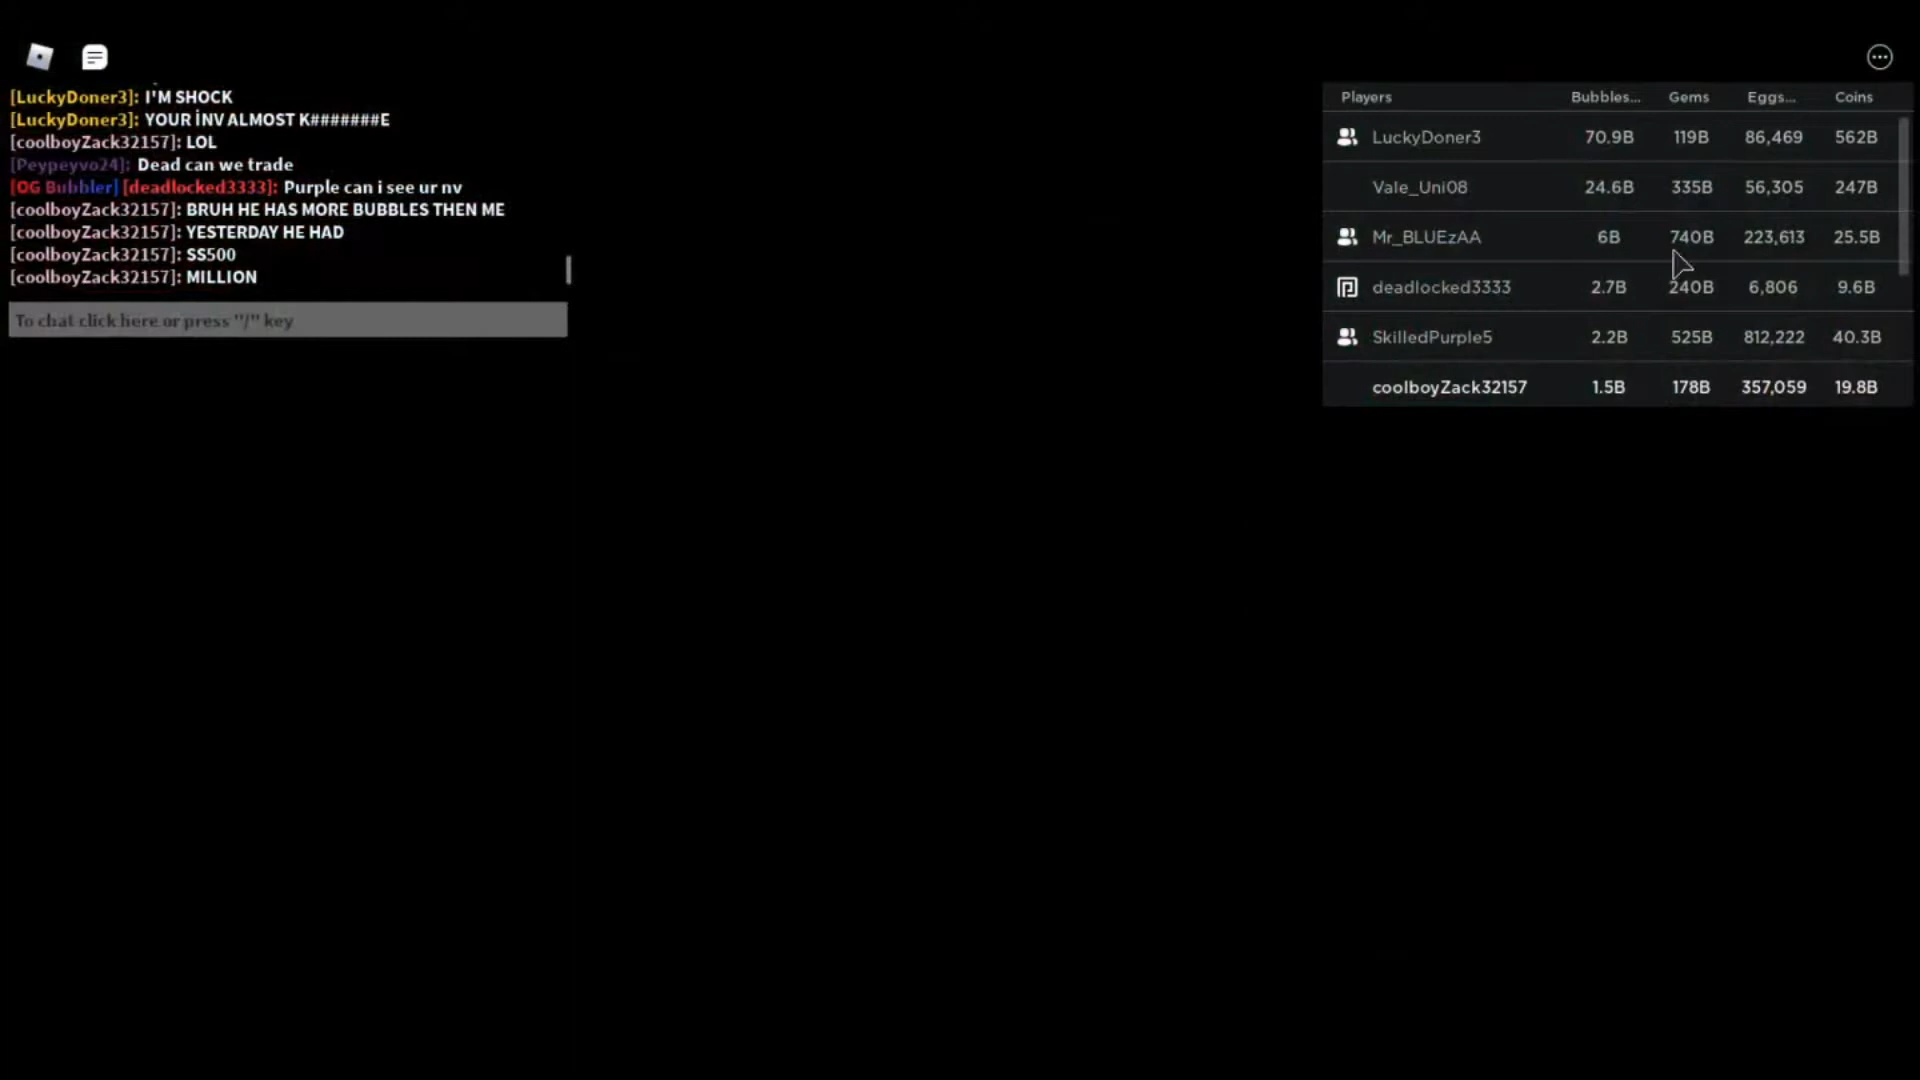 [LuckyDoner3]: I'M SHOCK
[LuckyDoner3]: YOUR İNV ALMOST K#######E
[coolboyZack32157]: LOL
[Peypeyvo24]: Dead can we trade
[OG Bubbler] [deadlocked3333]: Purple can i see ur nv
[coolboyZack32157]: BRUH HE HAS MORE BUBBLES THEN ME
[coolboyZack32157]: YESTERDAY HE HAD
[coolboyZack32157]: SS500
[coolboyZack32157]: MILLION
To chat click here or press "/" key
Players Bubbles... Gems Eggs... Coins
LuckyDoner3 70.9B 119B 86,469 562B
Vale_Uni08 24.6B 335B 56,305 247B
Mr_BLUEzAA 6B 740B 223,613 25.5B
deadlocked3333 2.7B 240B 6,806 9.6B
SkilledPurple5 2.2B 525B 812,222 40.3B
coolboyZack32157 1.5B 178B 357,059 19.8B